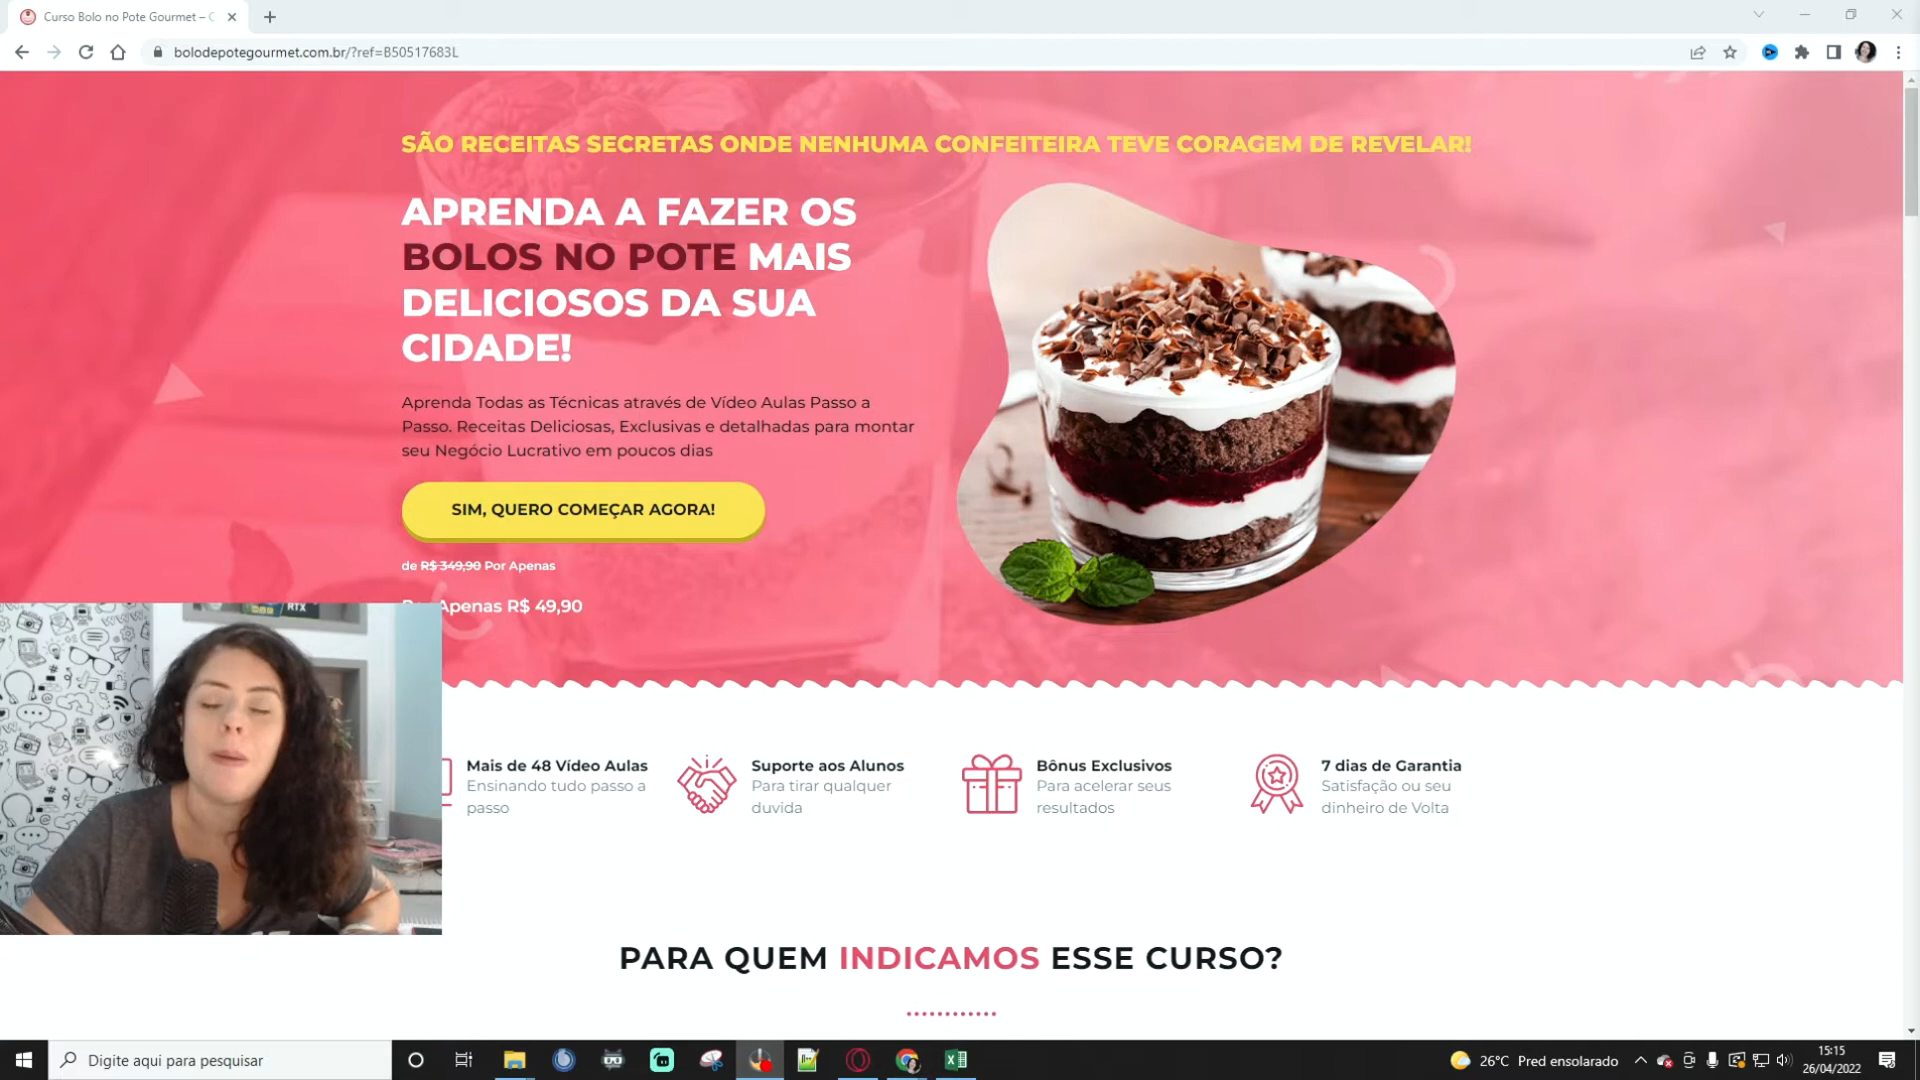 Curso Bolo no Pote Gourmet – C
bolodepotegourmet.com.br/?ref=B50517683L
SÃO RECEITAS SECRETAS ONDE NENHUMA CONFEITEIRA TEVE CORAGEM DE REVELAR!
APRENDA A FAZER OS
BOLOS NO POTE MAIS
DELICIOSOS DA SUA
CIDADE!
Aprenda Todas as Técnicas através de Vídeo Aulas Passo a
Passo. Receitas Deliciosas, Exclusivas e detalhadas para montar
seu Negócio Lucrativo em poucos dias
SIM, QUERO COMEÇAR AGORA!
de R$ 349,90 Por Apenas
Apenas R$ 49,90
RTX
Mais de 48 Vídeo Aulas
Ensinando tudo passo a
passo
Suporte aos Alunos
Para tirar qualquer
duvida
Bônus Exclusivos
Para acelerar seus
resultados
7 dias de Garantia
Satisfação ou seu
dinheiro de Volta
PARA QUEM INDICAMOS ESSE CURSO?
Digite aqui para pesquisar
26°C Pred ensolarado
15:15
26/04/2022